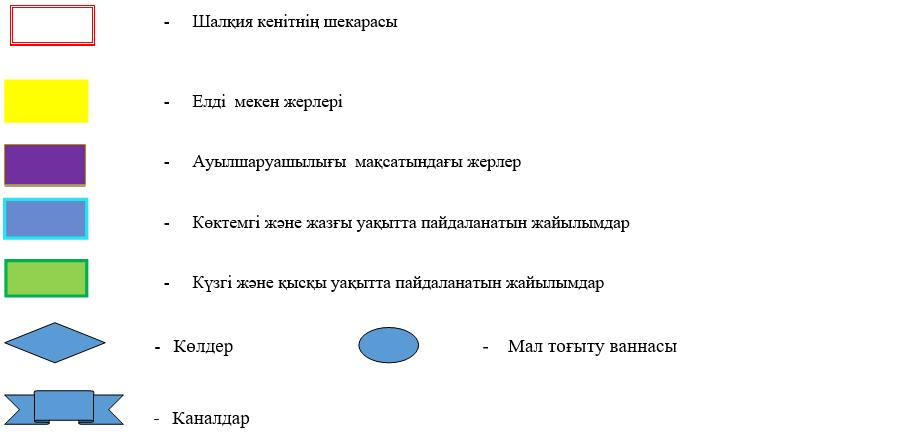 - Шалқия кенітнің шекарасы
- Елді мекен жерлері
- Ауылшаруашылығы мақсатындағы жерлер
- Көктемгі және жазғы уақытта пайдаланатын жайылымдар
- Күзгі және қысқы уақытта пайдаланатын жайылымдар
- Көлдер - Мал тоғыту ваннасы
- Каналдар